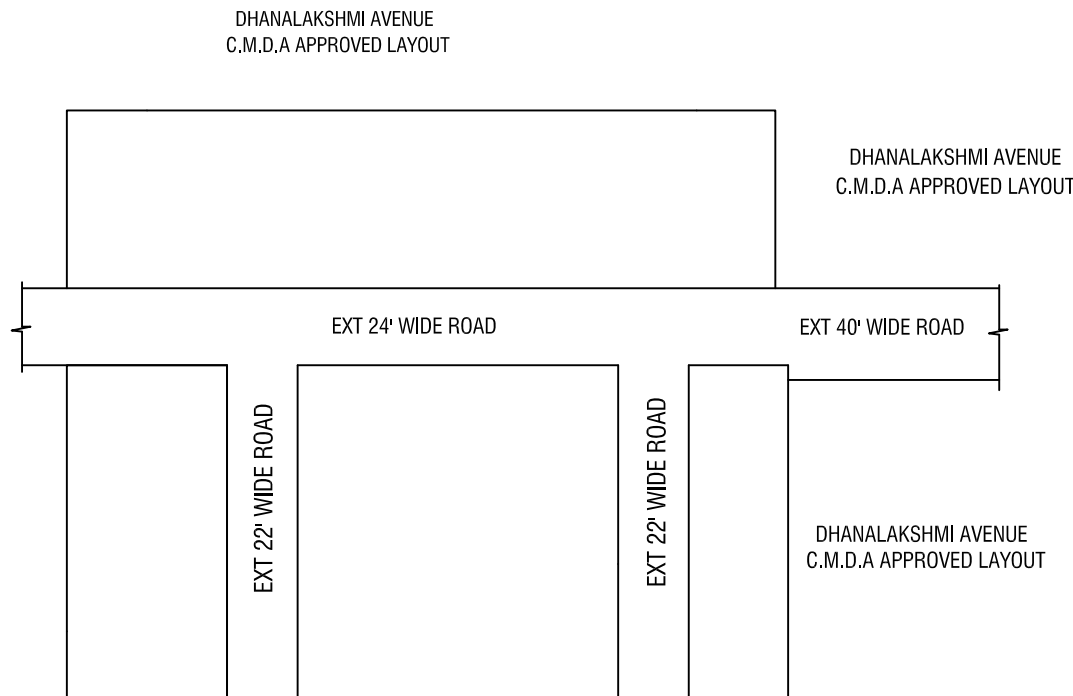 DHANALAKSHMI AVENUE
C.M.D.A APPROVED LAYOUT
DHANALAKSHMI AVENUE
C.M.D.A APPROVED LAYOUT
EXT 24' WIDE ROAD
EXT 40' WIDE ROAD
EXT 22' WIDE ROAD
EXT 22' WIDE ROAD
DHANALAKSHMI AVENUE
C.M.D.A APPROVED LAYOUT